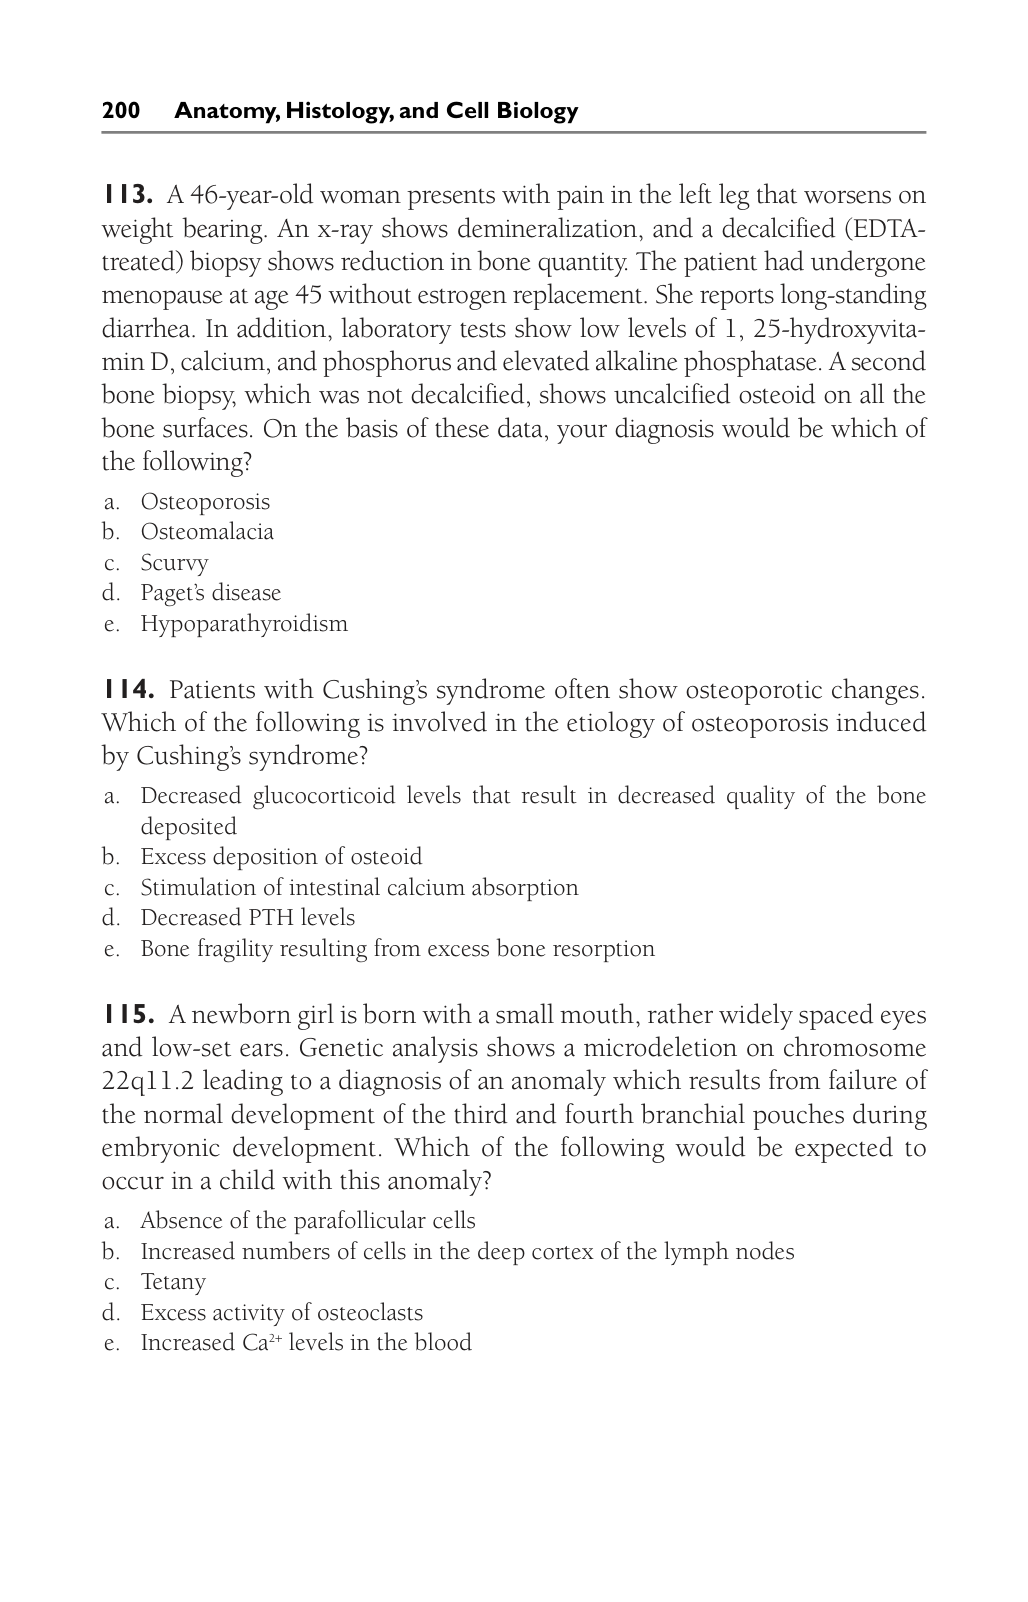 200 Anatomy, Histology, and Cell Biology
113. A 46-year-old woman presents with pain in the left leg that worsens on
weight bearing. An x-ray shows demineralization, and a decalcified (EDTA-
treated) biopsy shows reduction in bone quantity. The patient had undergone
menopause at age 45 without estrogen replacement. She reports long-standing
diarrhea. In addition, laboratory tests show low levels of 1, 25-hydroxyvita-
min D, calcium, and phosphorus and elevated alkaline phosphatase. A second
bone biopsy, which was not decalcified, shows uncalcified osteoid on all the
bone surfaces. On the basis of these data, your diagnosis would be which of
the following?
a. Osteoporosis
b. Osteomalacia
c. Scurvy
d. Paget's disease
e. Hypoparathyroidism
114. Patients with Cushing's syndrome often show osteoporotic changes.
Which of the following is involved in the etiology of osteoporosis induced
by Cushing's syndrome?
a. Decreased glucocorticoid levels that result in decreased quality of the bone
deposited
b. Excess deposition of osteoid
c. Stimulation of intestinal calcium absorption
d. Decreased PTH levels
e. Bone fragility resulting from excess bone resorption
115. A newborn girl is born with a small mouth, rather widely spaced eyes
and low-set ears. Genetic analysis shows a microdeletion on chromosome
22q11.2 leading to a diagnosis of an anomaly which results from failure of
the normal development of the third and fourth branchial pouches during
embryonic development. Which of the following would be expected to
occur in a child with this anomaly?
a. Absence of the parafollicular cells
b. Increased numbers of cells in the deep cortex of the lymph nodes
c. Tetany
d. Excess activity of osteoclasts
e. Increased Ca²⁺ levels in the blood